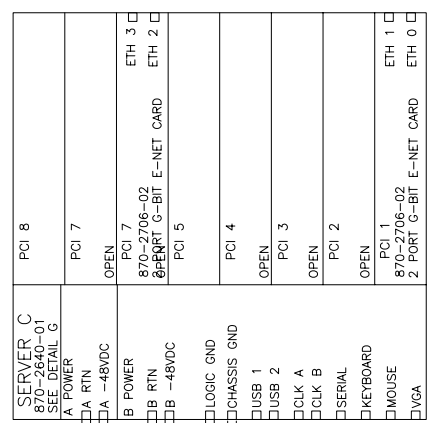 SERVER C
870-2640-01
SEE DETAIL G
A POWER
A RTN
A -48VDC
B POWER
B RTN
B -48VDC
LOGIC GND
CHASSIS GND
USB 1
USB 2
CLK A
CLK B
SERIAL
KEYBOARD
MOUSE
VGA
PCI 8
PCI 7
OPEN
PCI 7
870-2706-02
2 PORT G-BIT E-NET CARD
OPEN
ETH 3
ETH 2
PCI 5
PCI 4
OPEN
PCI 3
OPEN
PCI 2
OPEN
PCI 1
870-2706-02
2 PORT G-BIT E-NET CARD
ETH 1
ETH 0